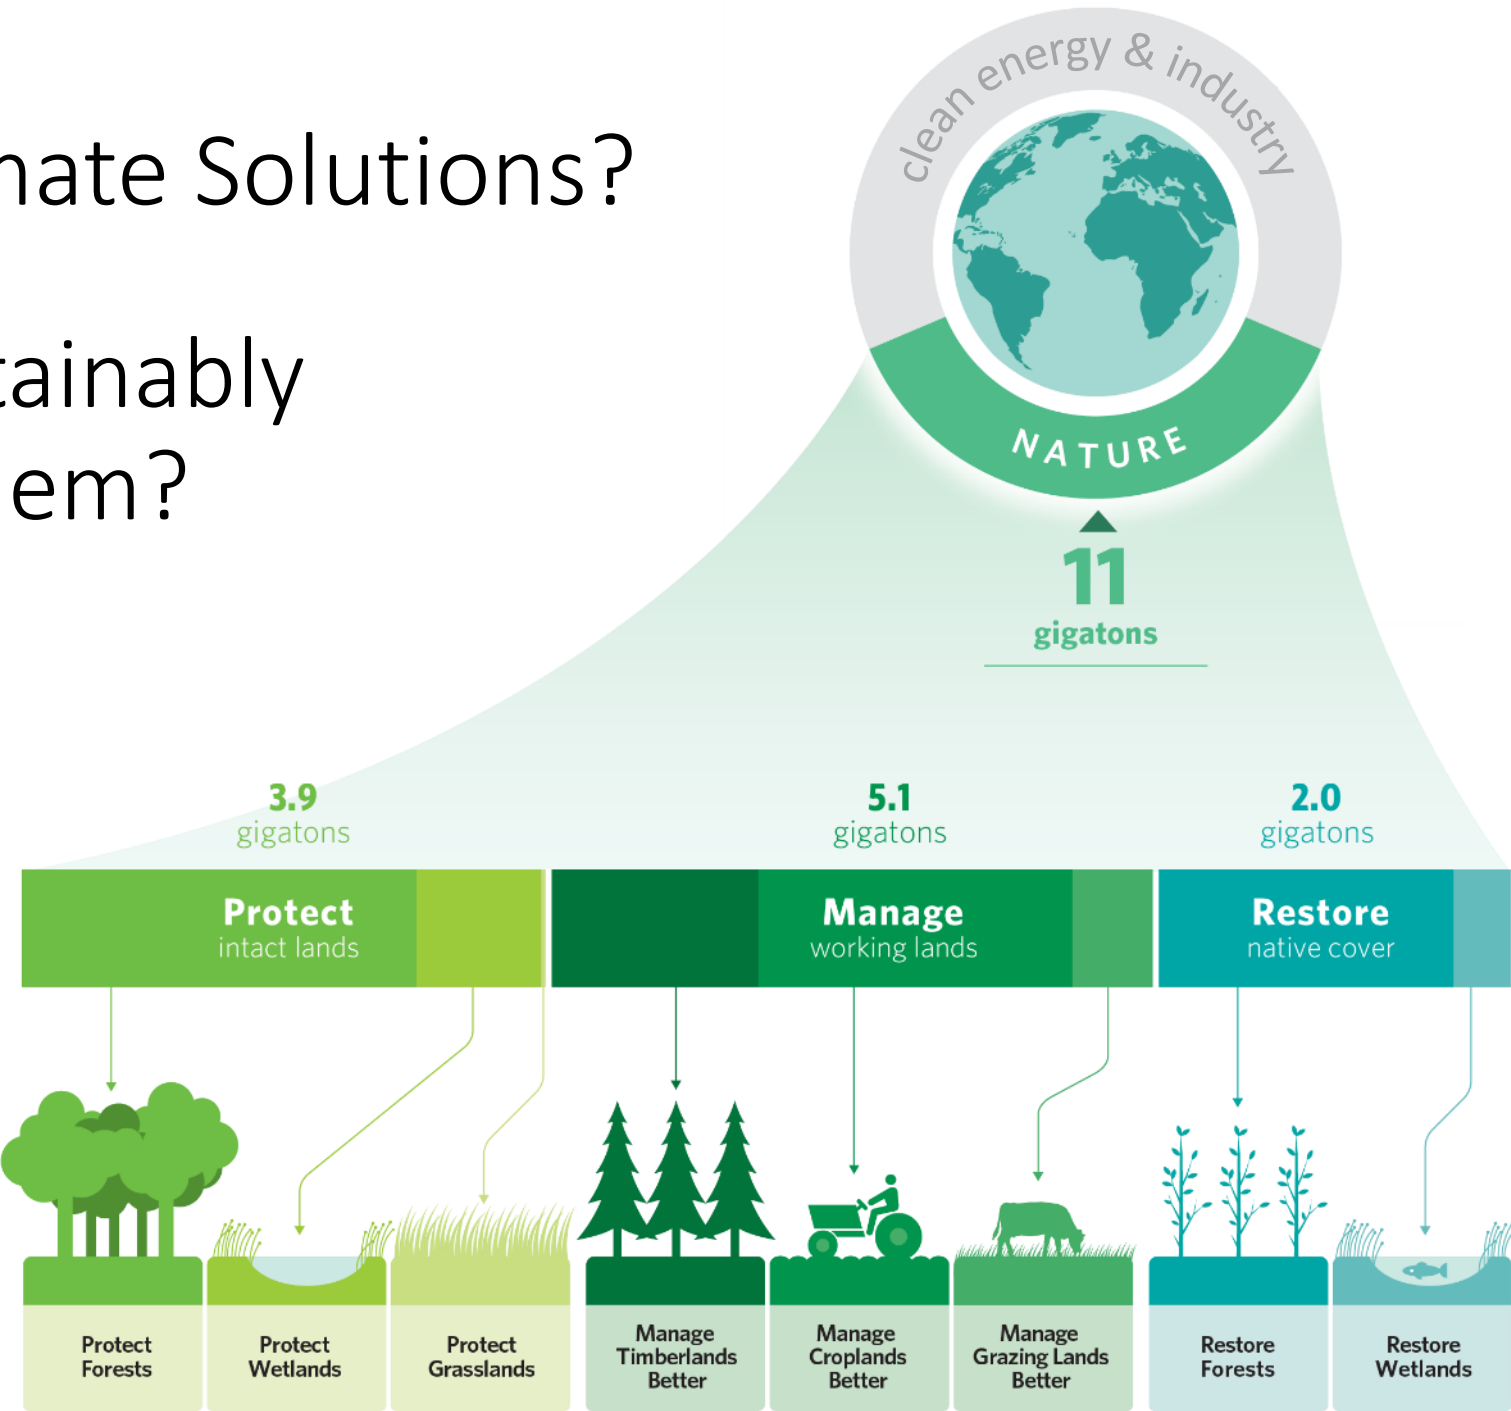 mate Solutions?
tainably
em?
clean energy & industry
NATURE
11
gigatons
3.9
gigatons
5.1
gigatons
2.0
gigatons
Protect
intact lands
Manage
working lands
Restore
native cover
Protect
Forests
Protect
Wetlands
Protect
Grasslands
Manage
Timberlands
Better
Manage
Croplands
Better
Manage
Grazing Lands
Better
Restore
Forests
Restore
Wetlands